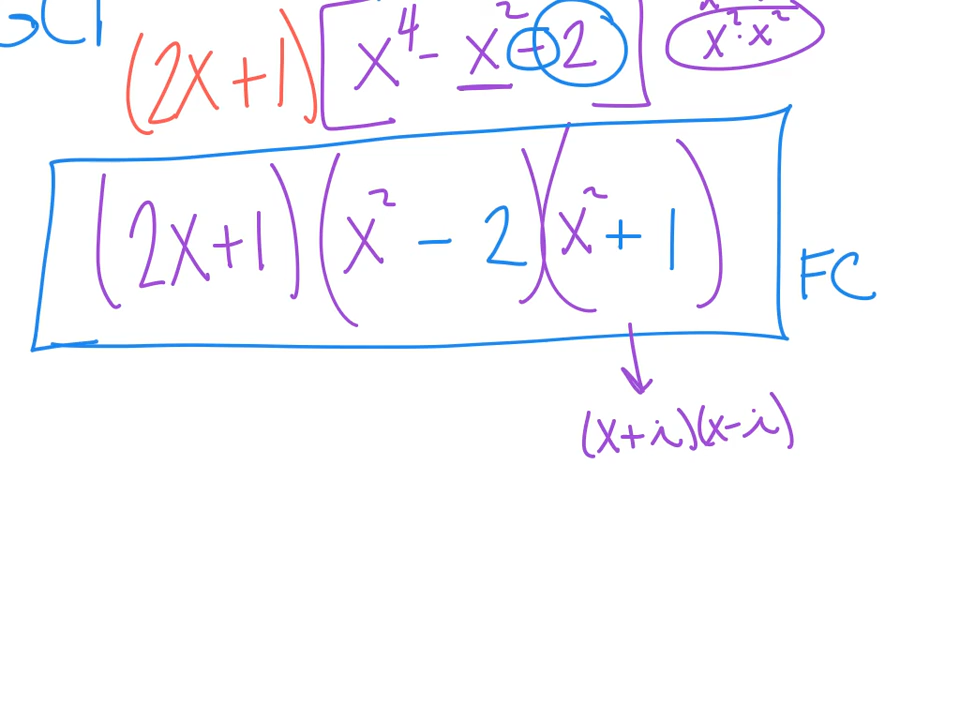 GCF
(2x+1)[x⁴ - x² - 2] x²·x²
(2x+1)(x² - 2)(x² + 1) FC
(x+i)(x-i)